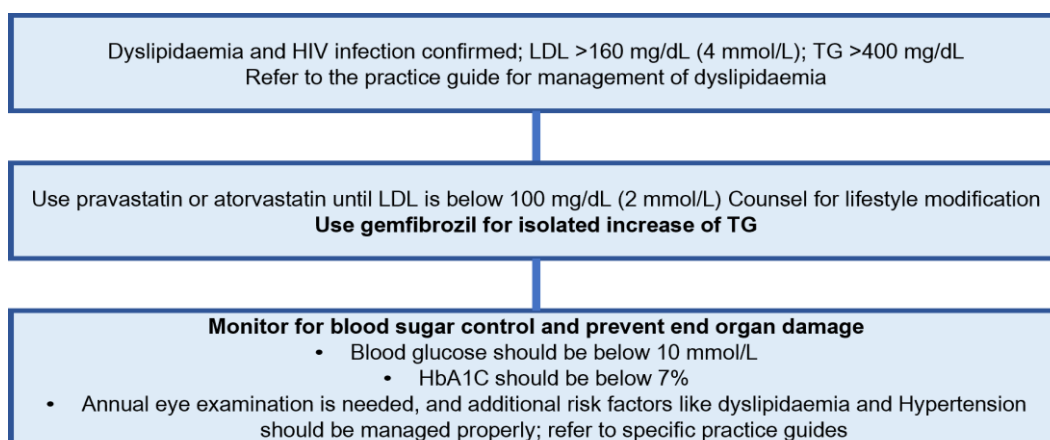 Dyslipidaemia and HIV infection confirmed; LDL >160 mg/dL (4 mmol/L); TG >400 mg/dL
Refer to the practice guide for management of dyslipidaemia
Use pravastatin or atorvastatin until LDL is below 100 mg/dL (2 mmol/L) Counsel for lifestyle modification
Use gemfibrozil for isolated increase of TG
Monitor for blood sugar control and prevent end organ damage
• Blood glucose should be below 10 mmol/L
• HbA1C should be below 7%
• Annual eye examination is needed, and additional risk factors like dyslipidaemia and Hypertension
should be managed properly; refer to specific practice guides